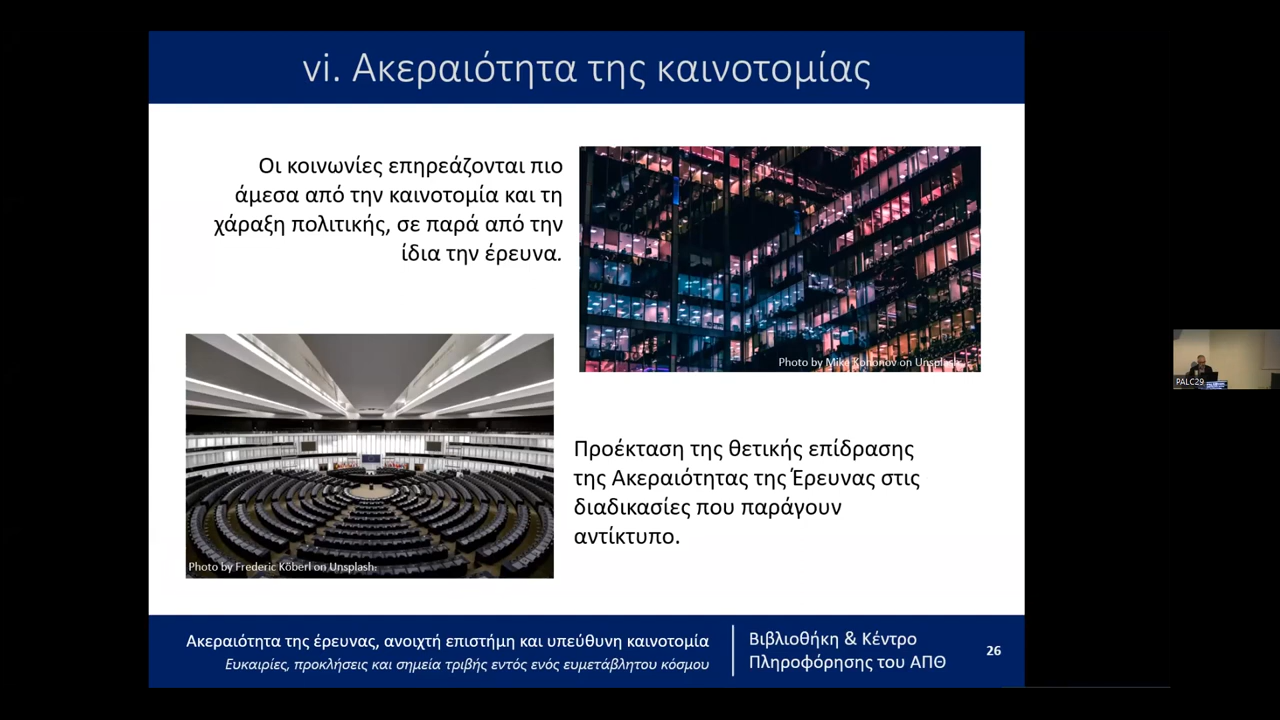 vi. Ακεραιότητα της καινοτομίας
Οι κοινωνίες επηρεάζονται πιο
άμεσα από την καινοτομία και τη
χάραξη πολιτικής, σε παρά από την
ίδια την έρευνα.
Photo by Mike Kononov on Unsplash:
Photo by Frederic Köberl on Unsplash:
Προέκταση της θετικής επίδρασης
της Ακεραιότητας της Έρευνας στις
διαδικασίες που παράγουν
αντίκτυπο.
Ακεραιότητα της έρευνας, ανοιχτή επιστήμη και υπεύθυνη καινοτομία
Ευκαιρίες, προκλήσεις και σημεία τριβής εντός ενός ευμετάβλητου κόσμου
Βιβλιοθήκη & Κέντρο
Πληροφόρησης του ΑΠΘ
26
PALC29